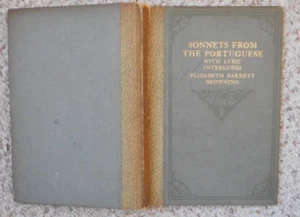 SONNETS FROM
THE PORTUGUESE
WITH LYRIC
INTERLUDES
ELIZABETH BARRETT
BROWNING